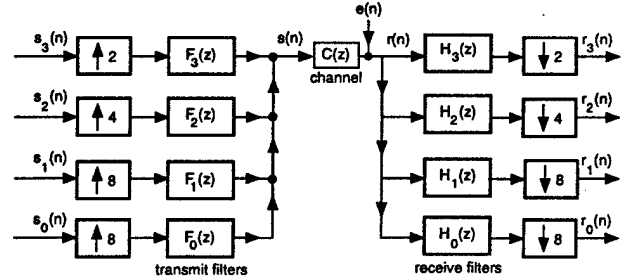 e(n)
s₃(n) ↑ 2 F₃(z) s(n) C(z) r(n) H₃(z) ↓ 2 r₃(n)
channel
s₂(n) ↑ 4 F₂(z) H₂(z) ↓ 4 r₂(n)
s₁(n) ↑ 8 F₁(z) H₁(z) ↓ 8 r₁(n)
s₀(n) ↑ 8 F₀(z) H₀(z) ↓ 8 r₀(n)
transmit filters receive filters